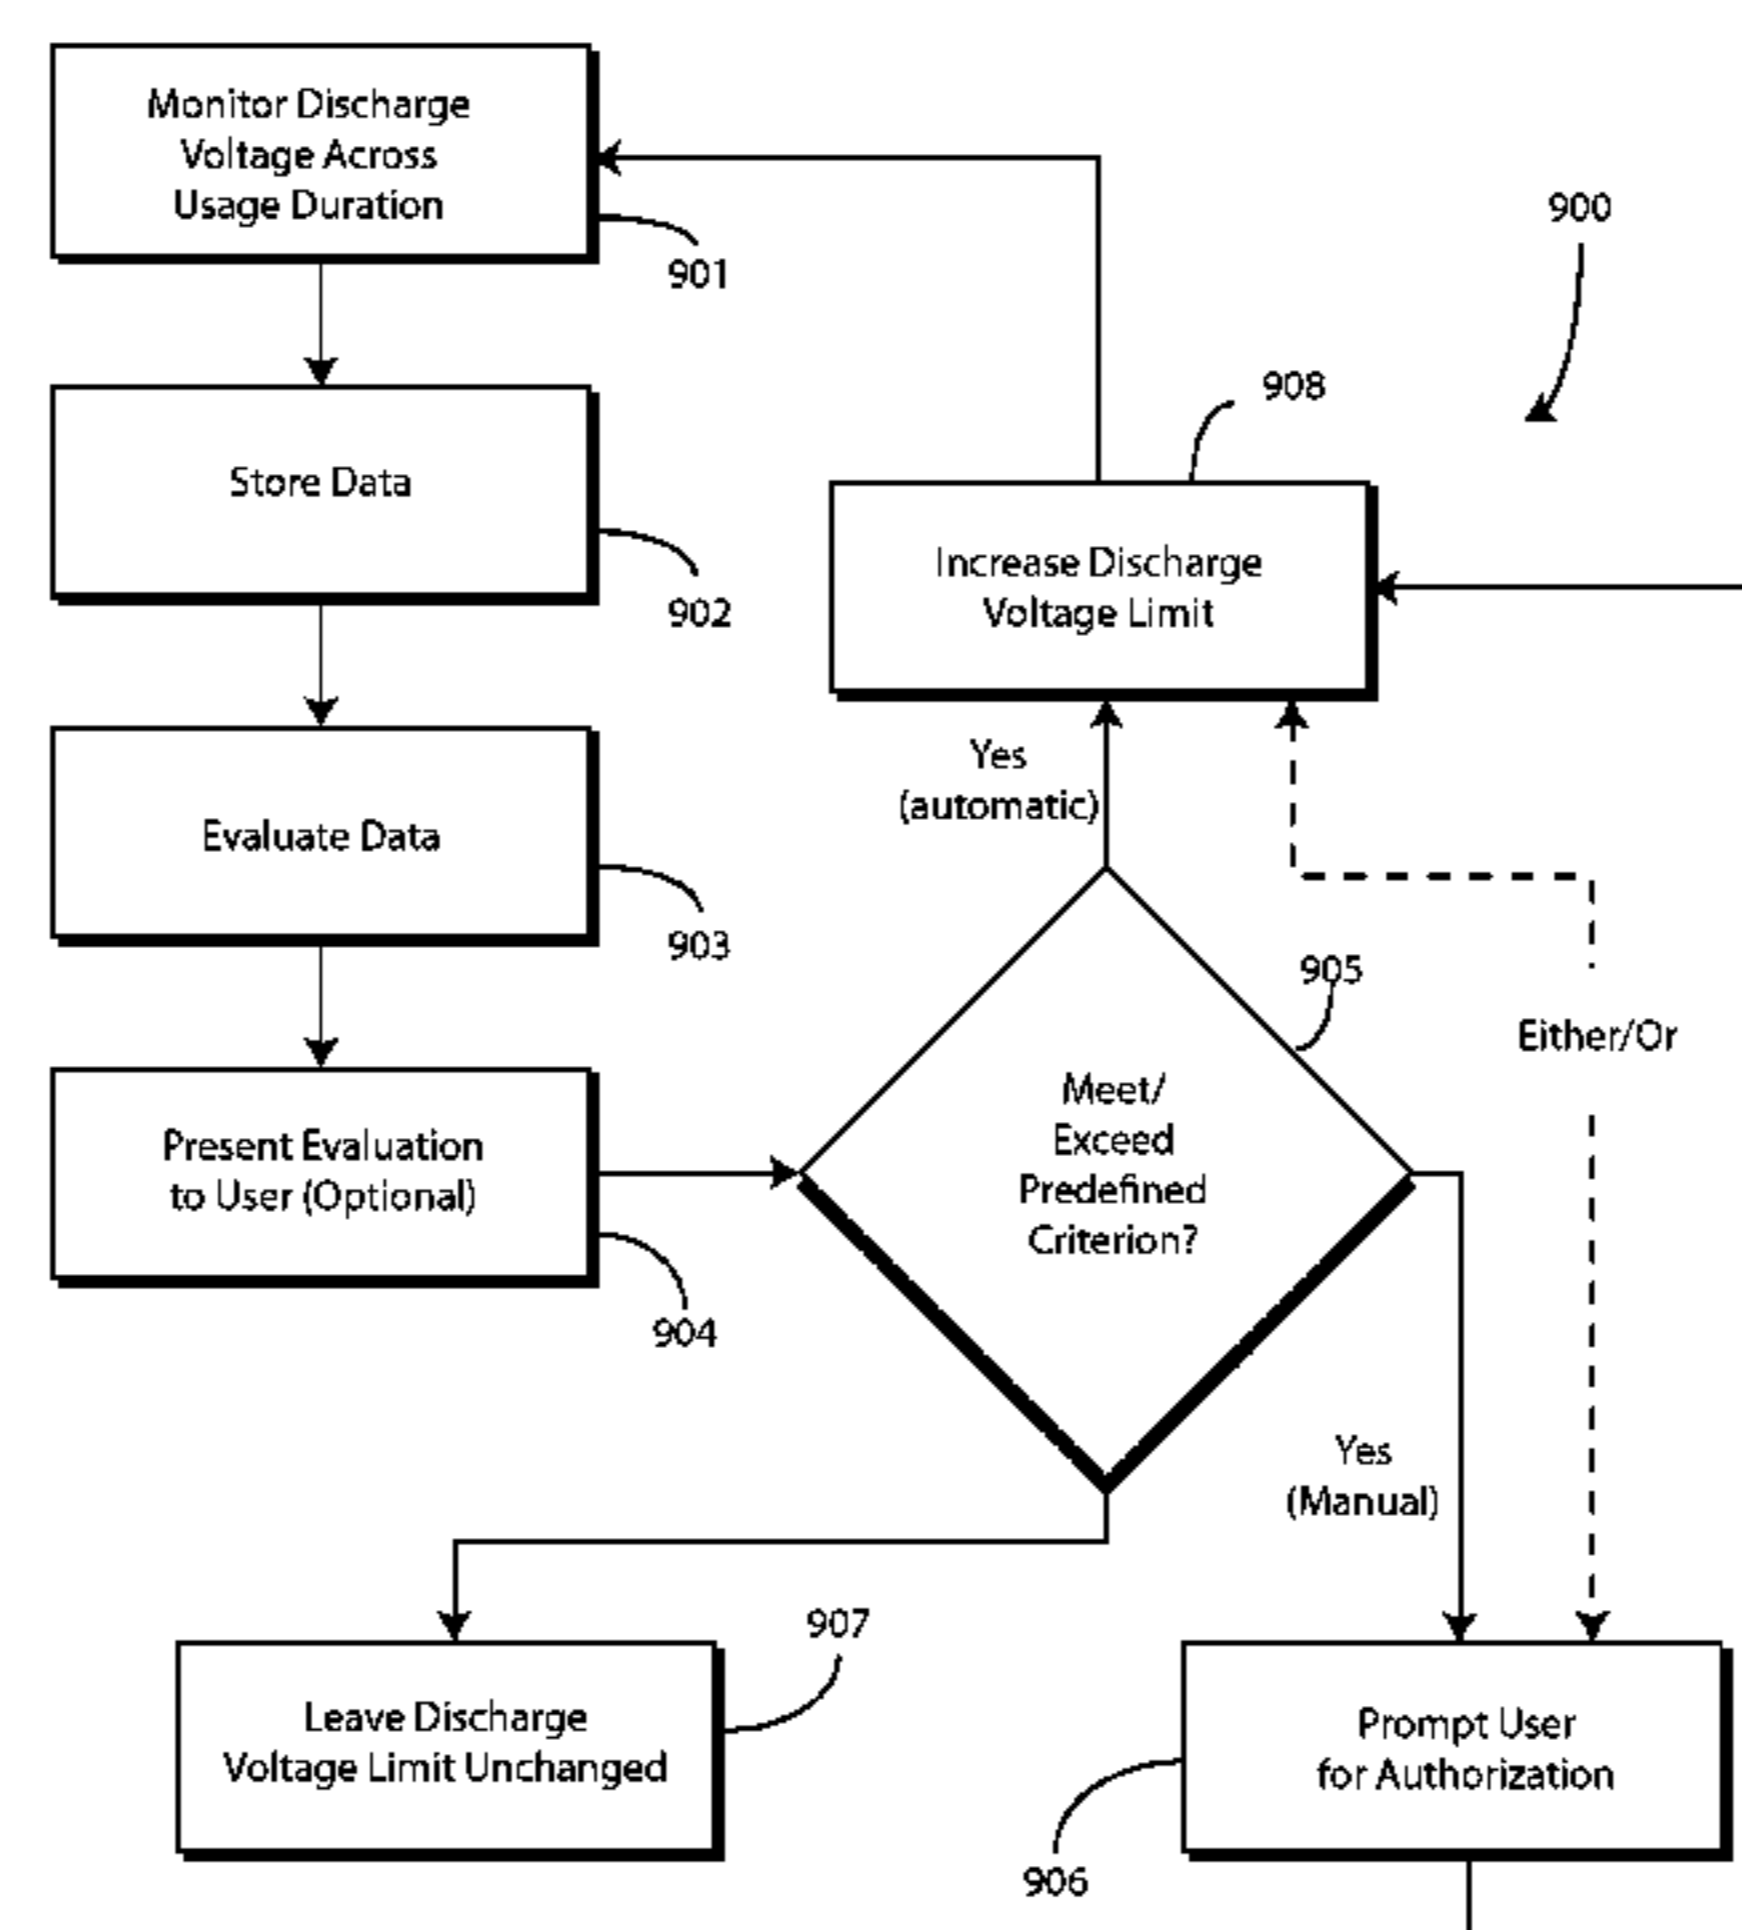 Monitor Discharge
Voltage Across
Usage Duration
901
900
Store Data
902
908
Increase Discharge
Voltage Limit
Yes
(automatic)
Evaluate Data
903
905
Either/Or
Present Evaluation
to User (Optional)
904
Meet/
Exceed
Predefined
Criterion?
Yes
(Manual)
907
Leave Discharge
Voltage Limit Unchanged
Prompt User
for Authorization
906